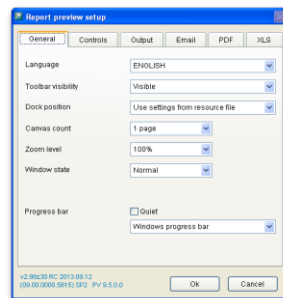 Report preview setup
General Controls Output Email PDF XLS
Language ENGLISH
Toolbar visibility Visible
Dock position Use settings from resource file
Canvas count 1 page
Zoom level 100%
Window state Normal
Progress bar Quiet
Windows progress bar
v2.99z30 RC 2013.09.12
(09.00.0000.5815) SP2 PV 9.5.0.0
Ok Cancel